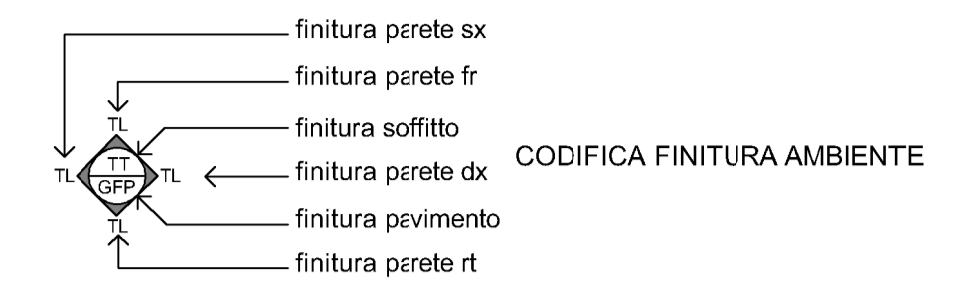 finitura parete sx
finitura parete fr
TL
finitura soffitto
TL TT TL
GFP
finitura parete dx
CODIFICA FINITURA AMBIENTE
finitura pavimento
TL
finitura parete rt